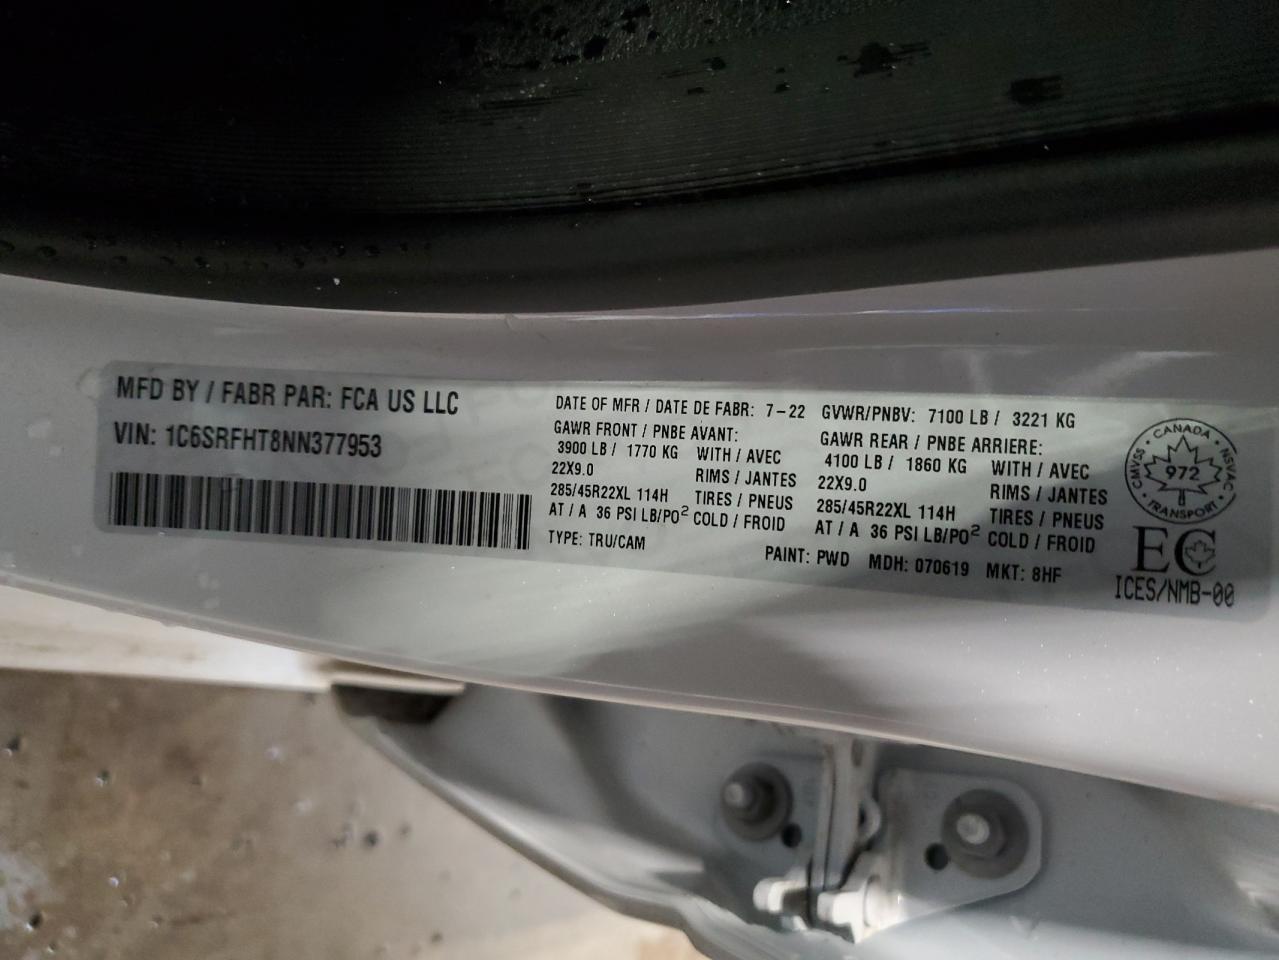 MFD BY / FABR PAR: FCA US LLC
VIN: 1C6SRFHT8NN377953
DATE OF MFR / DATE DE FABR: 7-22 GVWR/PNBV: 7100 LB / 3221 KG
GAWR FRONT / PNBE AVANT:
3900 LB / 1770 KG WITH / AVEC
22X9.0 RIMS / JANTES
285/45R22XL 114H TIRES / PNEUS
AT / A 36 PSI LB/PO² COLD / FROID
GAWR REAR / PNBE ARRIERE:
4100 LB / 1860 KG WITH / AVEC
22X9.0 RIMS / JANTES
285/45R22XL 114H TIRES / PNEUS
AT / A 36 PSI LB/PO² COLD / FROID
TYPE: TRU/CAM PAINT: PWD MDH: 070619 MKT: 8HF
CANADA
CMVSS 972 NSVAC
TRANSPORT
EC
ICES/NMB-00